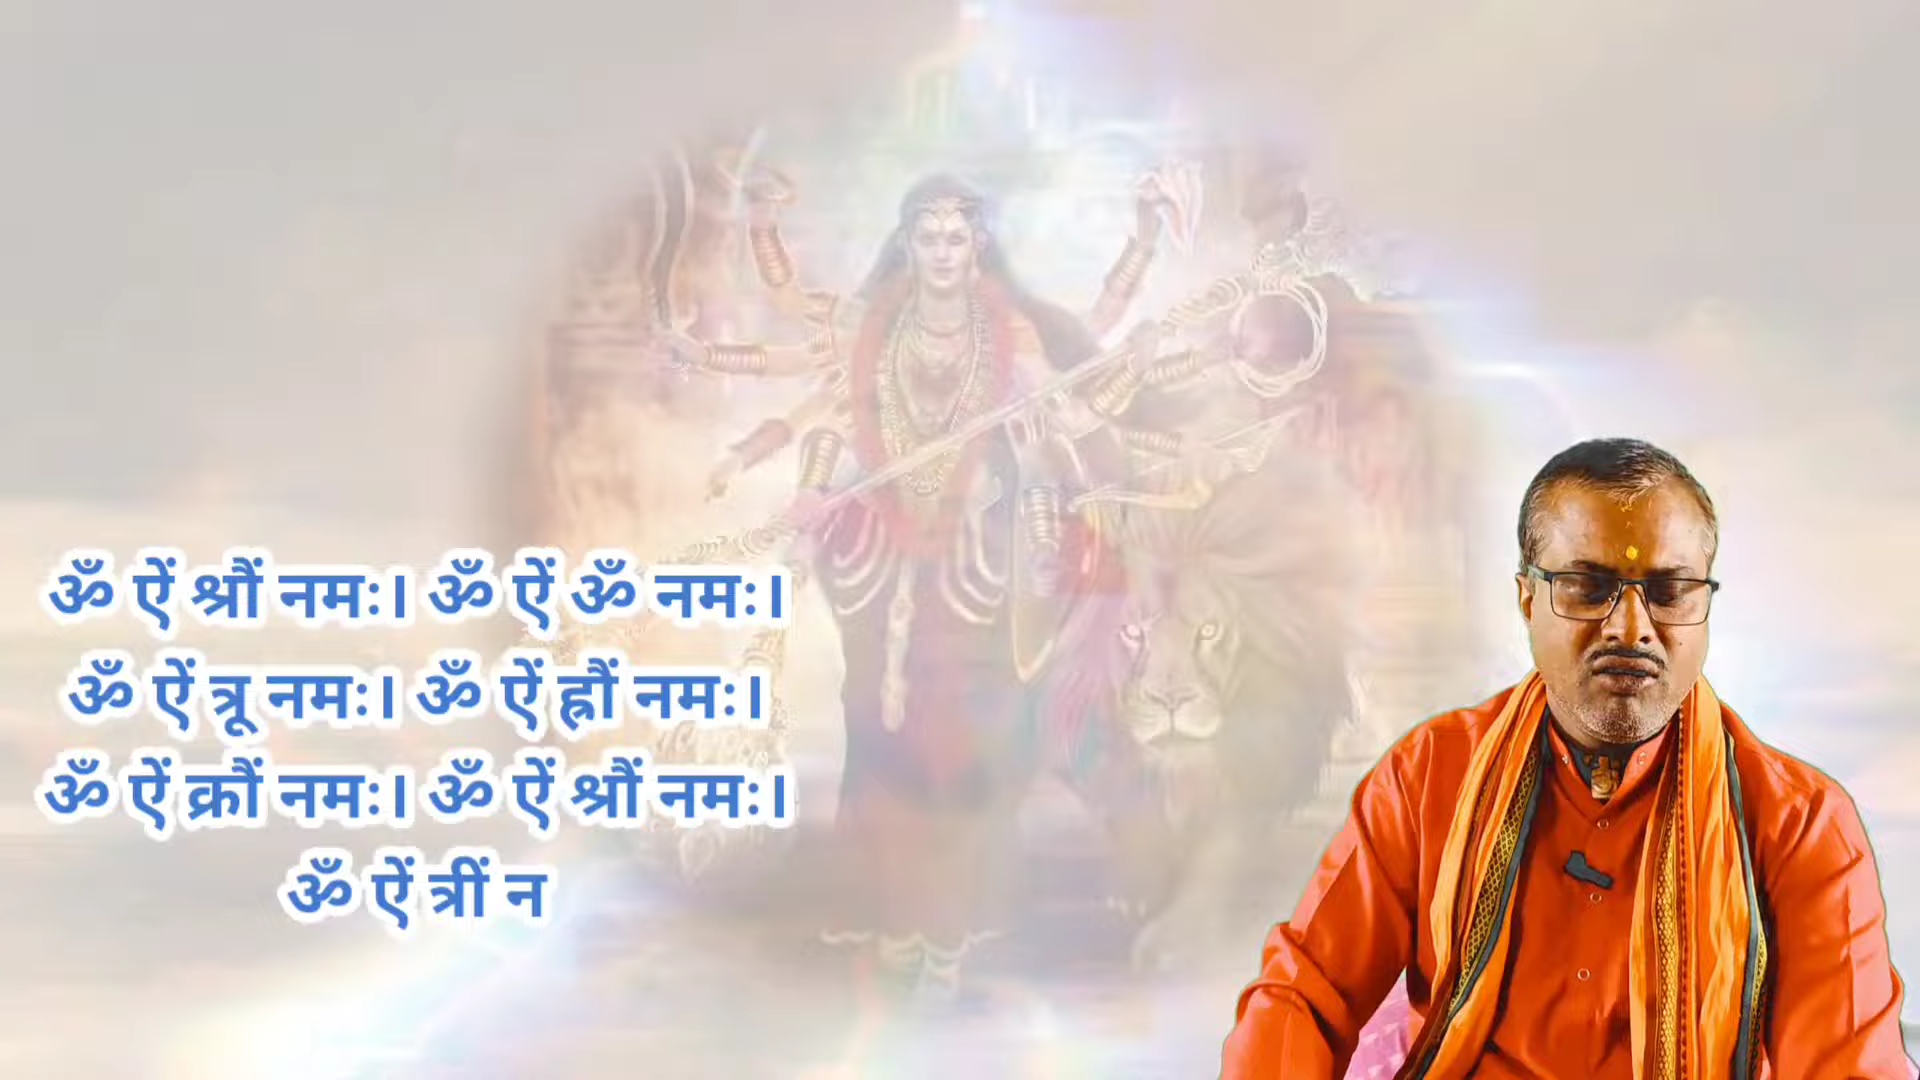 ॐ ऐं श्रौं नमः। ॐ ऐं ॐ नमः।
ॐ ऐं त्रू नमः। ॐ ऐं ह्रौं नमः।
ॐ ऐं क्रौं नमः। ॐ ऐं श्रौं नमः।
ॐ ऐं त्रीं न